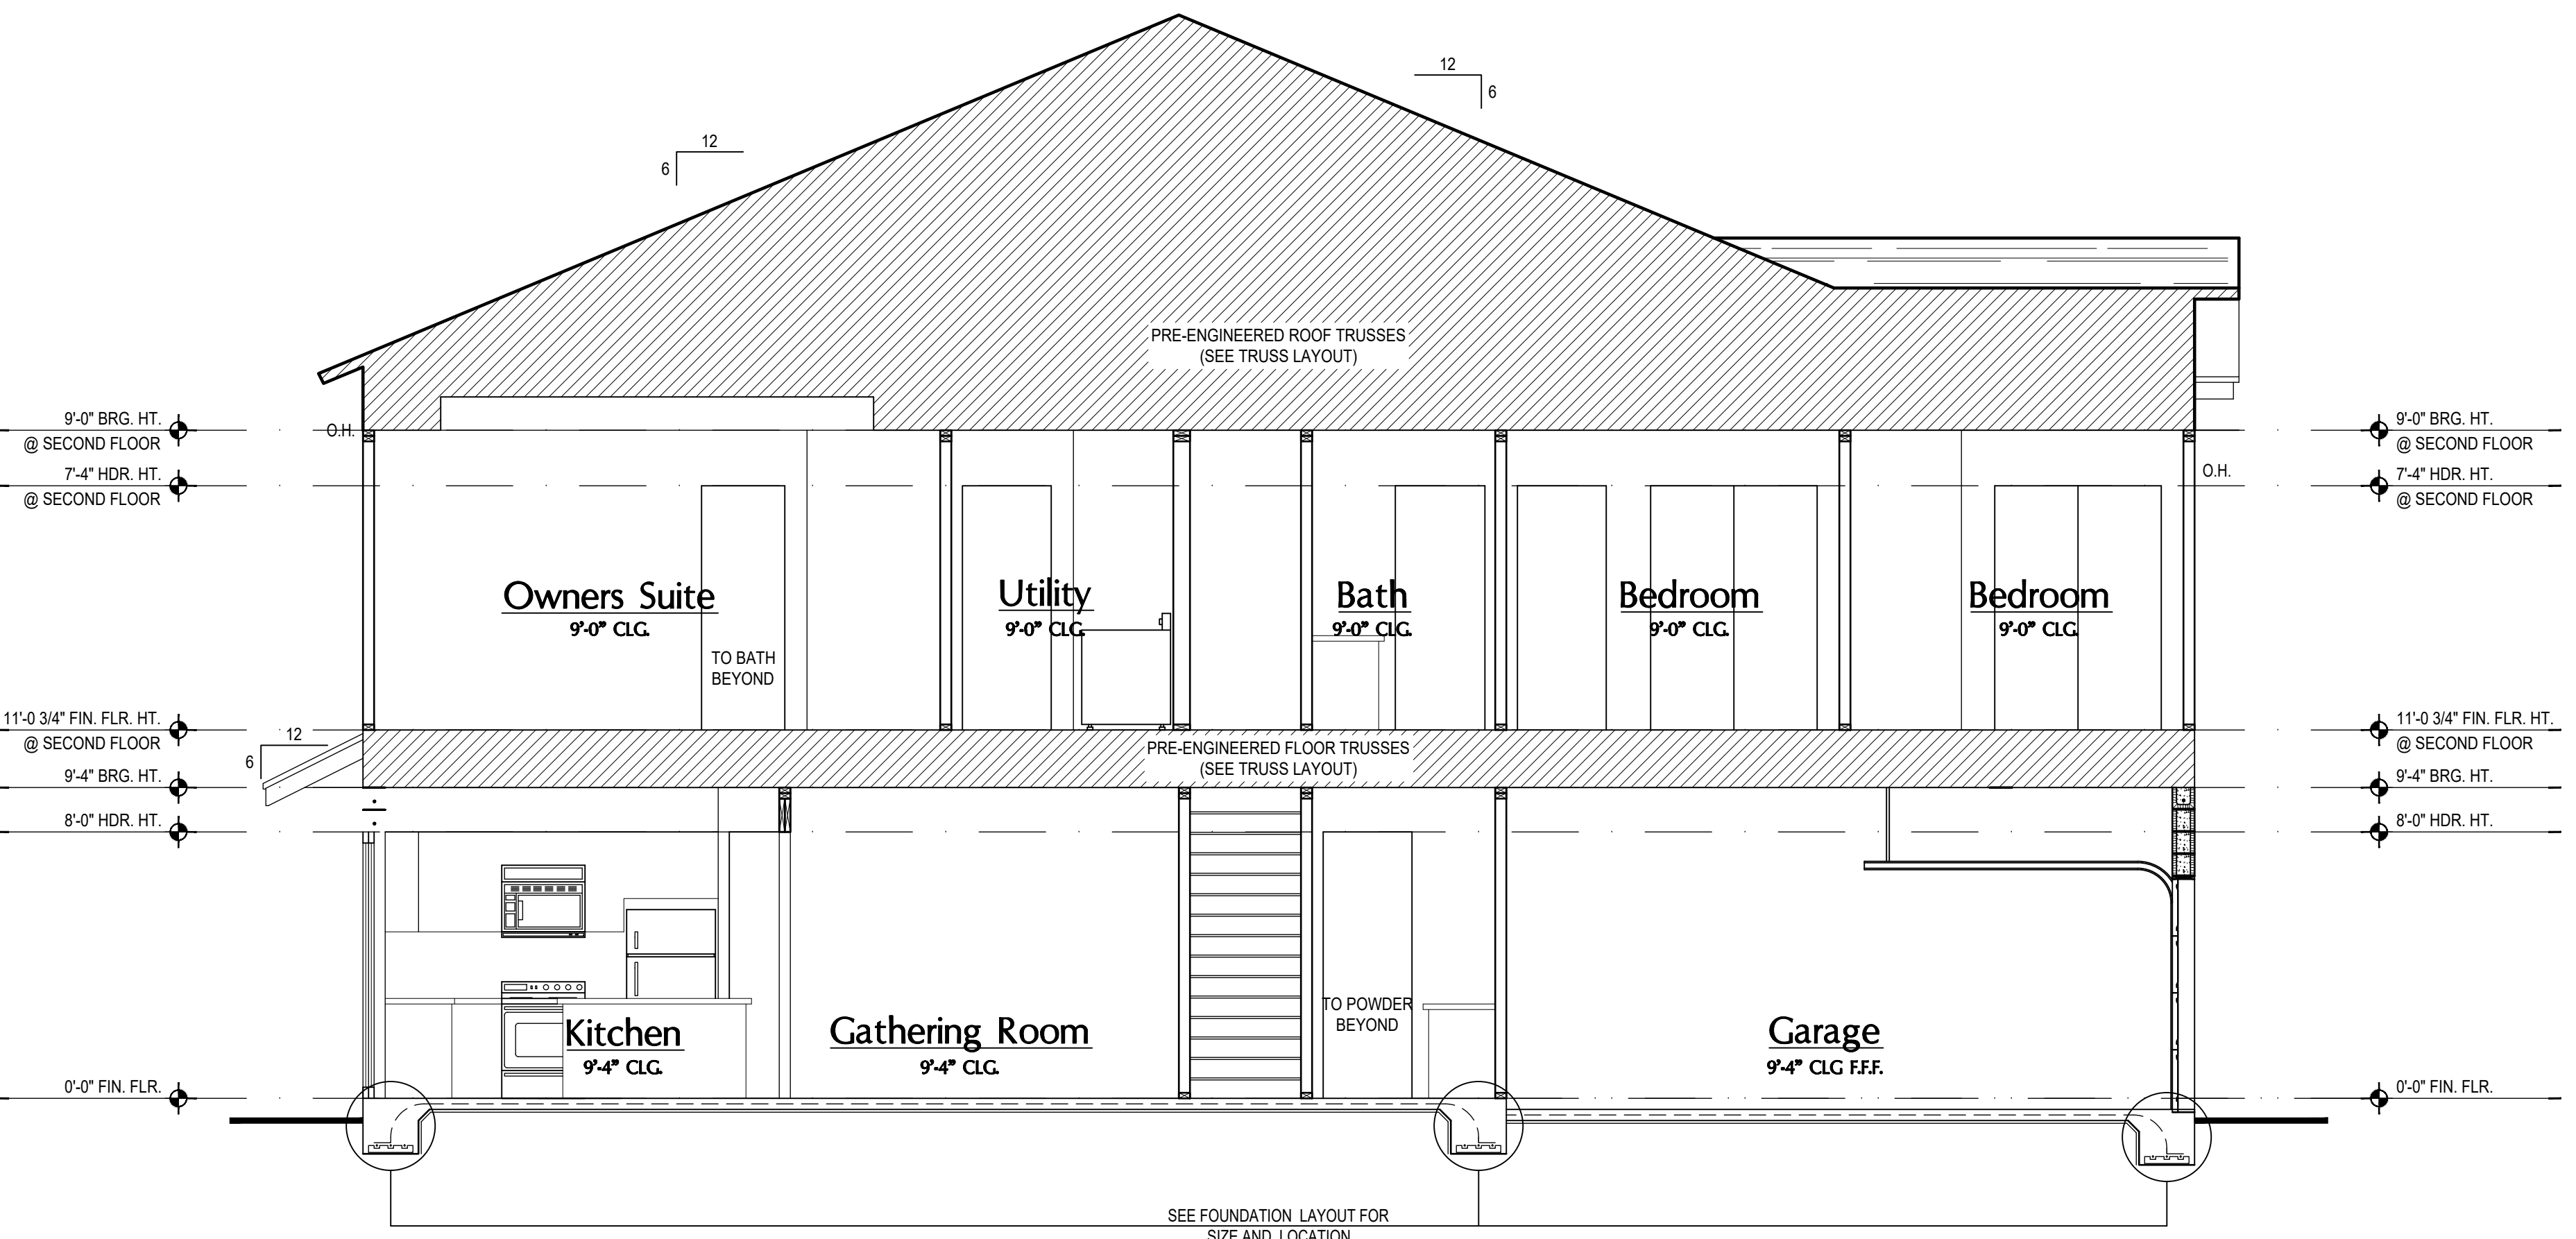 12
6
12
6
PRE-ENGINEERED ROOF TRUSSES
(SEE TRUSS LAYOUT)
9'-0" BRG. HT.
@ SECOND FLOOR
O.H.
9'-0" BRG. HT.
@ SECOND FLOOR
7'-4" HDR. HT.
@ SECOND FLOOR
O.H.
7'-4" HDR. HT.
@ SECOND FLOOR
Owners Suite
9'-0" CLG.
Utility
9'-0" CLG.
Bath
9'-0" CLG.
Bedroom
9'-0" CLG.
Bedroom
9'-0" CLG.
TO BATH
BEYOND
11'-0 3/4" FIN. FLR. HT.
@ SECOND FLOOR
12
6
PRE-ENGINEERED FLOOR TRUSSES
(SEE TRUSS LAYOUT)
11'-0 3/4" FIN. FLR. HT.
@ SECOND FLOOR
9'-4" BRG. HT.
9'-4" BRG. HT.
8'-0" HDR. HT.
8'-0" HDR. HT.
Kitchen
9'-4" CLG.
Gathering Room
9'-4" CLG.
TO POWDER
BEYOND
Garage
9'-4" CLG F.F.F.
0'-0" FIN. FLR.
0'-0" FIN. FLR.
SEE FOUNDATION LAYOUT FOR
SIZE AND LOCATION